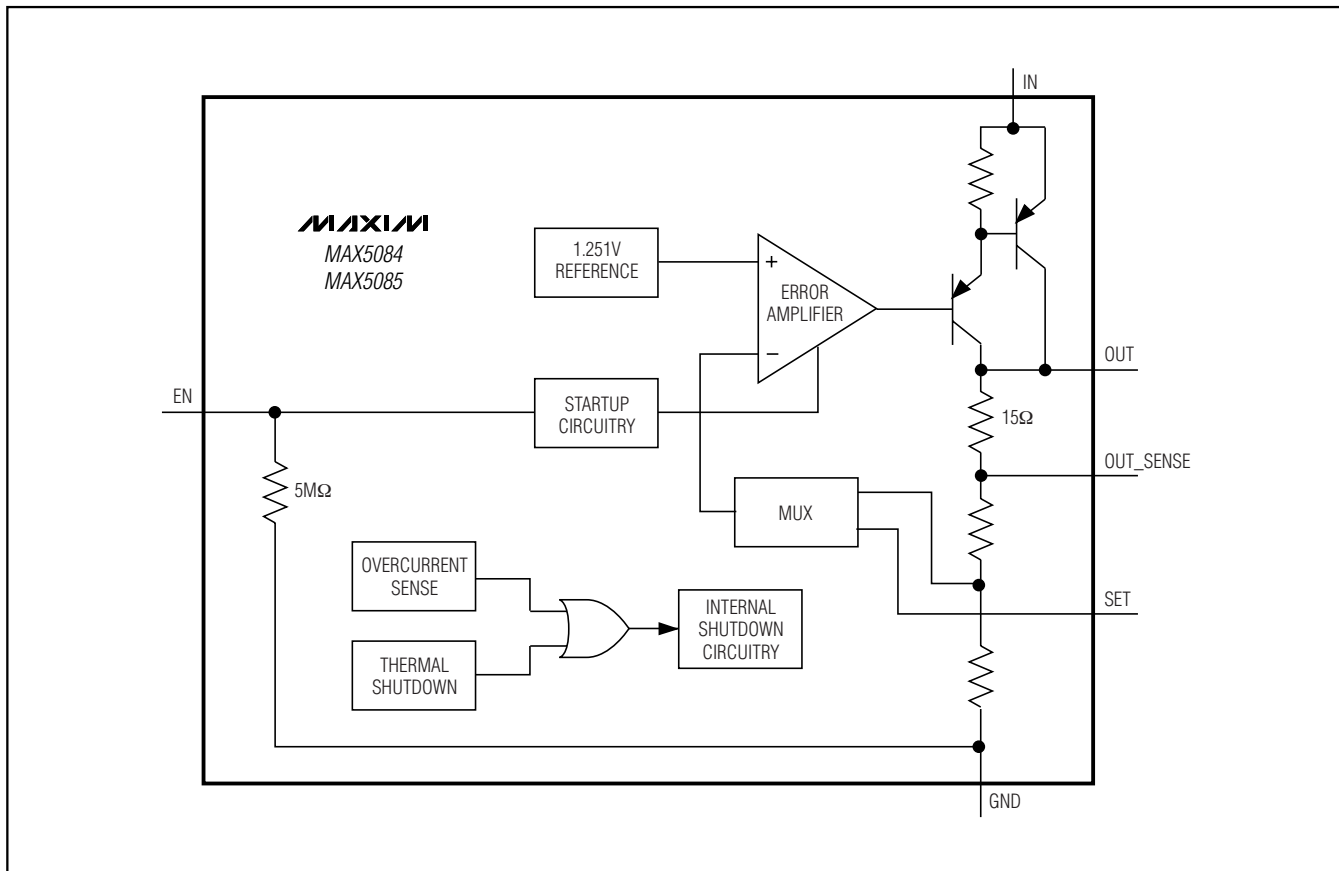 IN
MAXIM
MAX5084
MAX5085
1.251V
REFERENCE
+
ERROR
AMPLIFIER
−
OUT
EN
STARTUP
CIRCUITRY
15Ω
OUT_SENSE
5MΩ
MUX
OVERCURRENT
SENSE
INTERNAL
SHUTDOWN
CIRCUITRY
SET
THERMAL
SHUTDOWN
GND